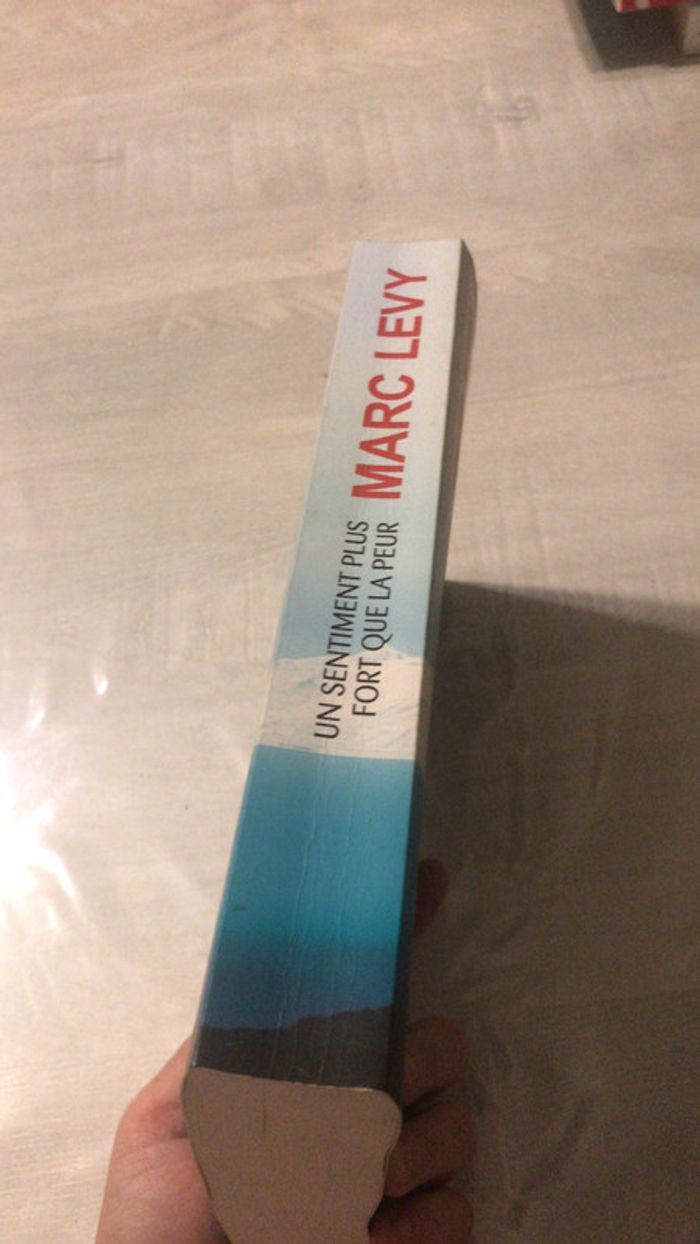 MARC LEVY
UN SENTIMENT PLUS
FORT QUE LA PEUR